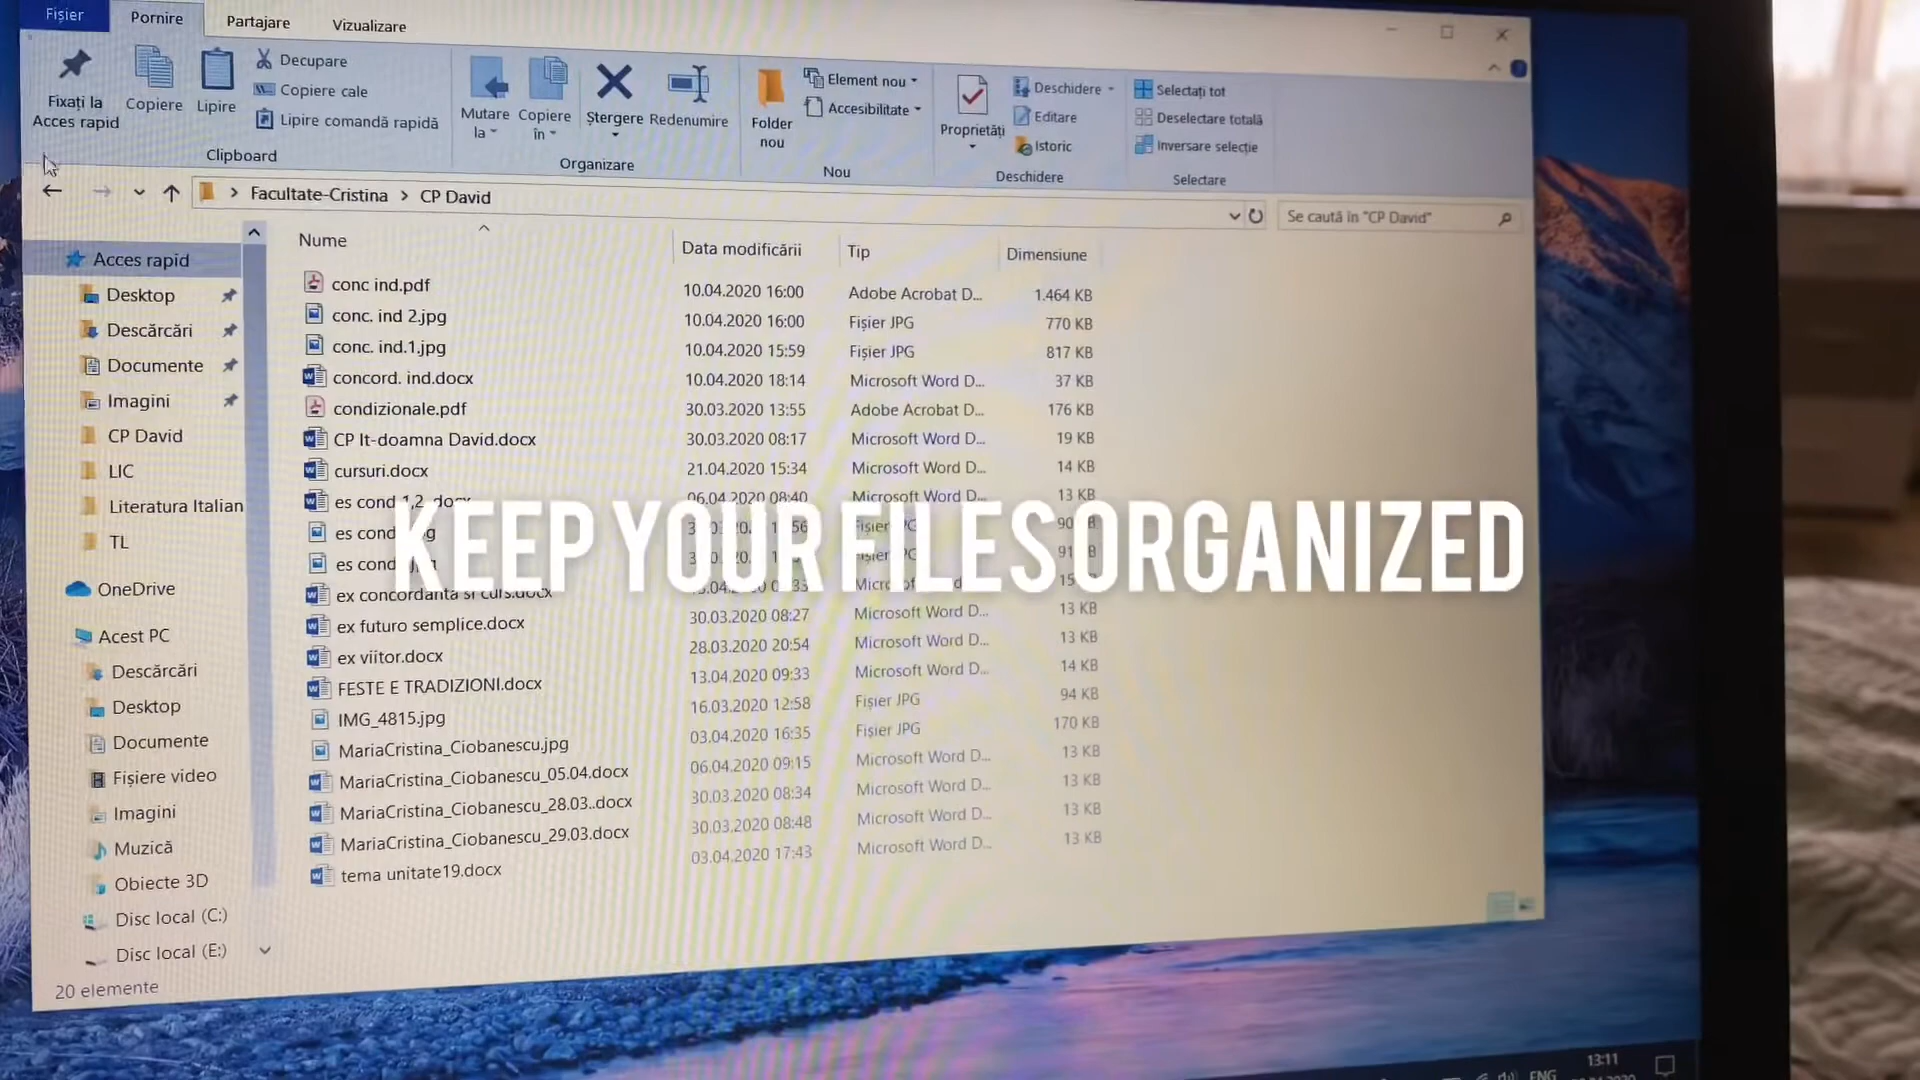 Fișier Pornire Partajare Vizualizare
Fixați la Acces rapid
Copiere
Lipire
Decupare
Copiere cale
Lipire comandă rapidă
Clipboard
Mutare la
Copiere în
Ștergere
Redenumire
Organizare
Folder nou
Element nou
Accesibilitate
Nou
Proprietăți
Deschidere
Editare
Istoric
Deschidere
Selectați tot
Deselectare totală
Inversare selecție
Selectare
Facultate-Cristina > CP David
Se caută în "CP David"
Acces rapid
Desktop
Descărcări
Documente
Imagini
CP David
LIC
Literatura Italian
TL
OneDrive
Acest PC
Descărcări
Desktop
Documente
Fișiere video
Imagini
Muzică
Obiecte 3D
Disc local (C:)
Disc local (E:)
20 elemente
Nume Data modificării Tip Dimensiune
conc ind.pdf 10.04.2020 16:00 Adobe Acrobat D... 1.464 KB
conc. ind 2.jpg 10.04.2020 16:00 Fișier JPG 770 KB
conc. ind.1.jpg 10.04.2020 15:59 Fișier JPG 817 KB
concord. ind.docx 10.04.2020 18:14 Microsoft Word D... 37 KB
condizionale.pdf 30.03.2020 13:55 Adobe Acrobat D... 176 KB
CP It-doamna David.docx 30.03.2020 08:17 Microsoft Word D... 19 KB
cursuri.docx 21.04.2020 15:34 Microsoft Word D... 14 KB
es cond 1,2 .docx 06.04.2020 08:40 Microsoft Word D... 13 KB
es cond
es cond
KEEP YOUR FILES ORGANIZED
ex concordanta si curs.docx
ex futuro semplice.docx 30.03.2020 08:27 Microsoft Word D... 13 KB
ex viitor.docx 28.03.2020 20:54 Microsoft Word D... 13 KB
FESTE E TRADIZIONI.docx 13.04.2020 09:33 Microsoft Word D... 14 KB
IMG_4815.jpg 16.03.2020 12:58 Fișier JPG 94 KB
MariaCristina_Ciobanescu.jpg 03.04.2020 16:35 Fișier JPG 170 KB
MariaCristina_Ciobanescu_05.04.docx 06.04.2020 09:15 Microsoft Word D... 13 KB
MariaCristina_Ciobanescu_28.03..docx 30.03.2020 08:34 Microsoft Word D... 13 KB
MariaCristina_Ciobanescu_29.03.docx 30.03.2020 08:48 Microsoft Word D... 13 KB
tema unitate19.docx 03.04.2020 17:43 Microsoft Word D... 13 KB
13:11
ENG